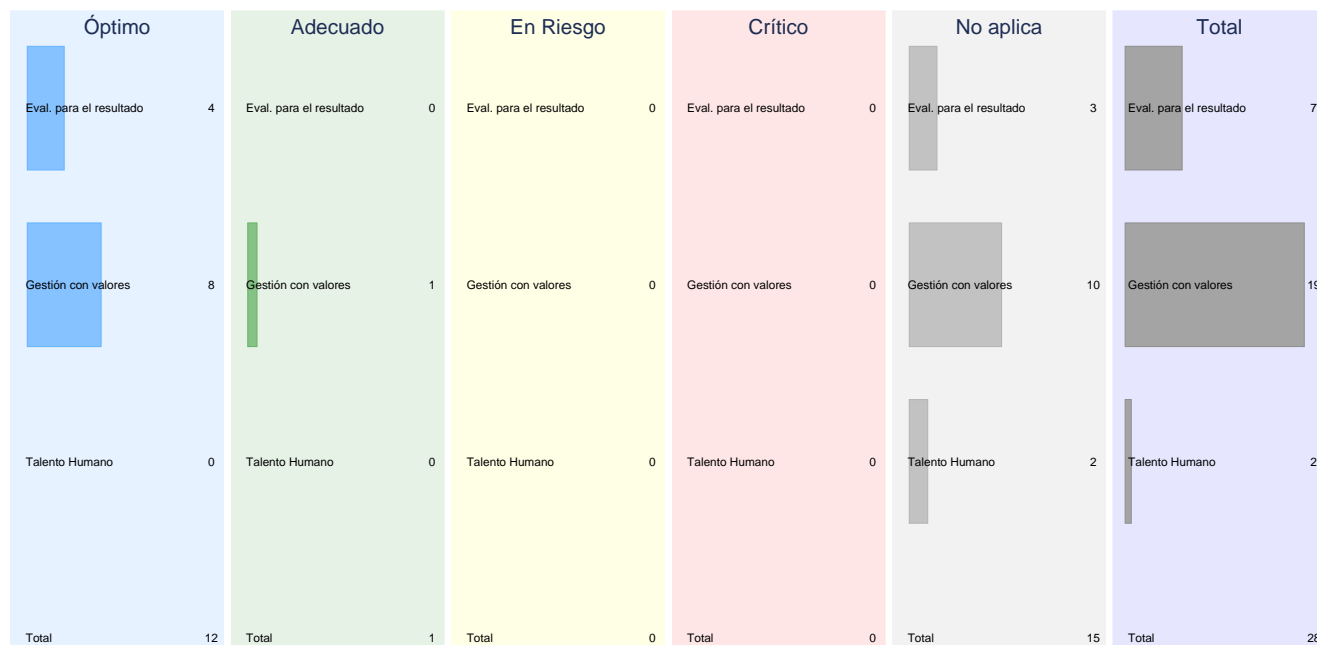 Óptimo Adecuado En Riesgo Crítico No aplica Total
Eval. para el resultado 4 Eval. para el resultado 0 Eval. para el resultado 0 Eval. para el resultado 0 Eval. para el resultado 3 Eval. para el resultado 7
Gestión con valores 8 Gestión con valores 1 Gestión con valores 0 Gestión con valores 0 Gestión con valores 10 Gestión con valores 19
Talento Humano 0 Talento Humano 0 Talento Humano 0 Talento Humano 0 Talento Humano 2 Talento Humano 2
Total 12 Total 1 Total 0 Total 0 Total 15 Total 28